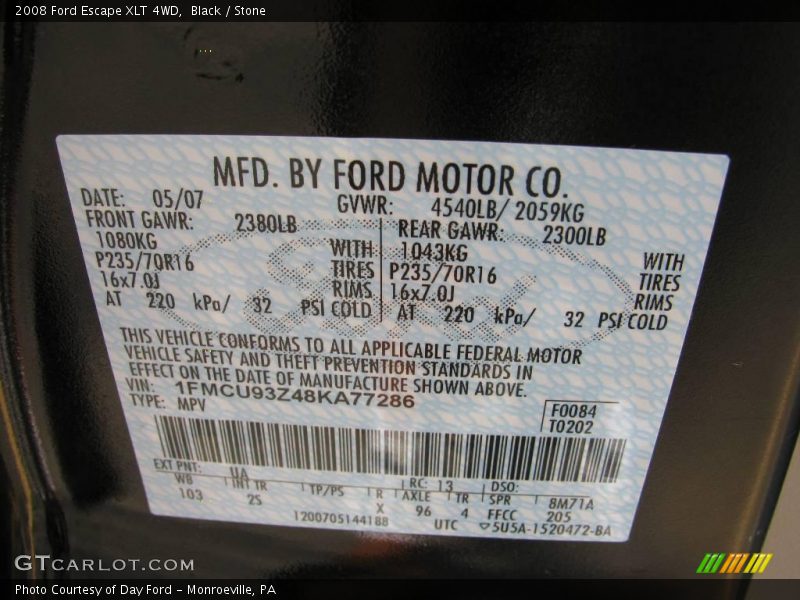 2008 Ford Escape XLT 4WD, Black / Stone
MFD. BY FORD MOTOR CO.
DATE: 05/07 GVWR: 4540LB/ 2059KG
FRONT GAWR: 2380LB REAR GAWR: 2300LB
1080KG WITH 1043KG WITH
P235/70R16 TIRES P235/70R16 TIRES
16x7.0J RIMS 16x7.0J RIMS
AT 220 kPa/ 32 PSI COLD AT 220 kPa/ 32 PSI COLD
THIS VEHICLE CONFORMS TO ALL APPLICABLE FEDERAL MOTOR
VEHICLE SAFETY AND THEFT PREVENTION STANDARDS IN
EFFECT ON THE DATE OF MANUFACTURE SHOWN ABOVE.
VIN: 1FMCU93Z48KA77286
TYPE: MPV
F0084
T0202
EXT PNT: UA RC: 13 DSO:
WB INT TR TP/PS R AXLE TR SPR 8M71A
103 2S X 96 4 FFCC 205
1200705144188 UTC 5U5A-1520472-BA
GTCARLOT.COM
Photo Courtesy of Day Ford – Monroeville, PA